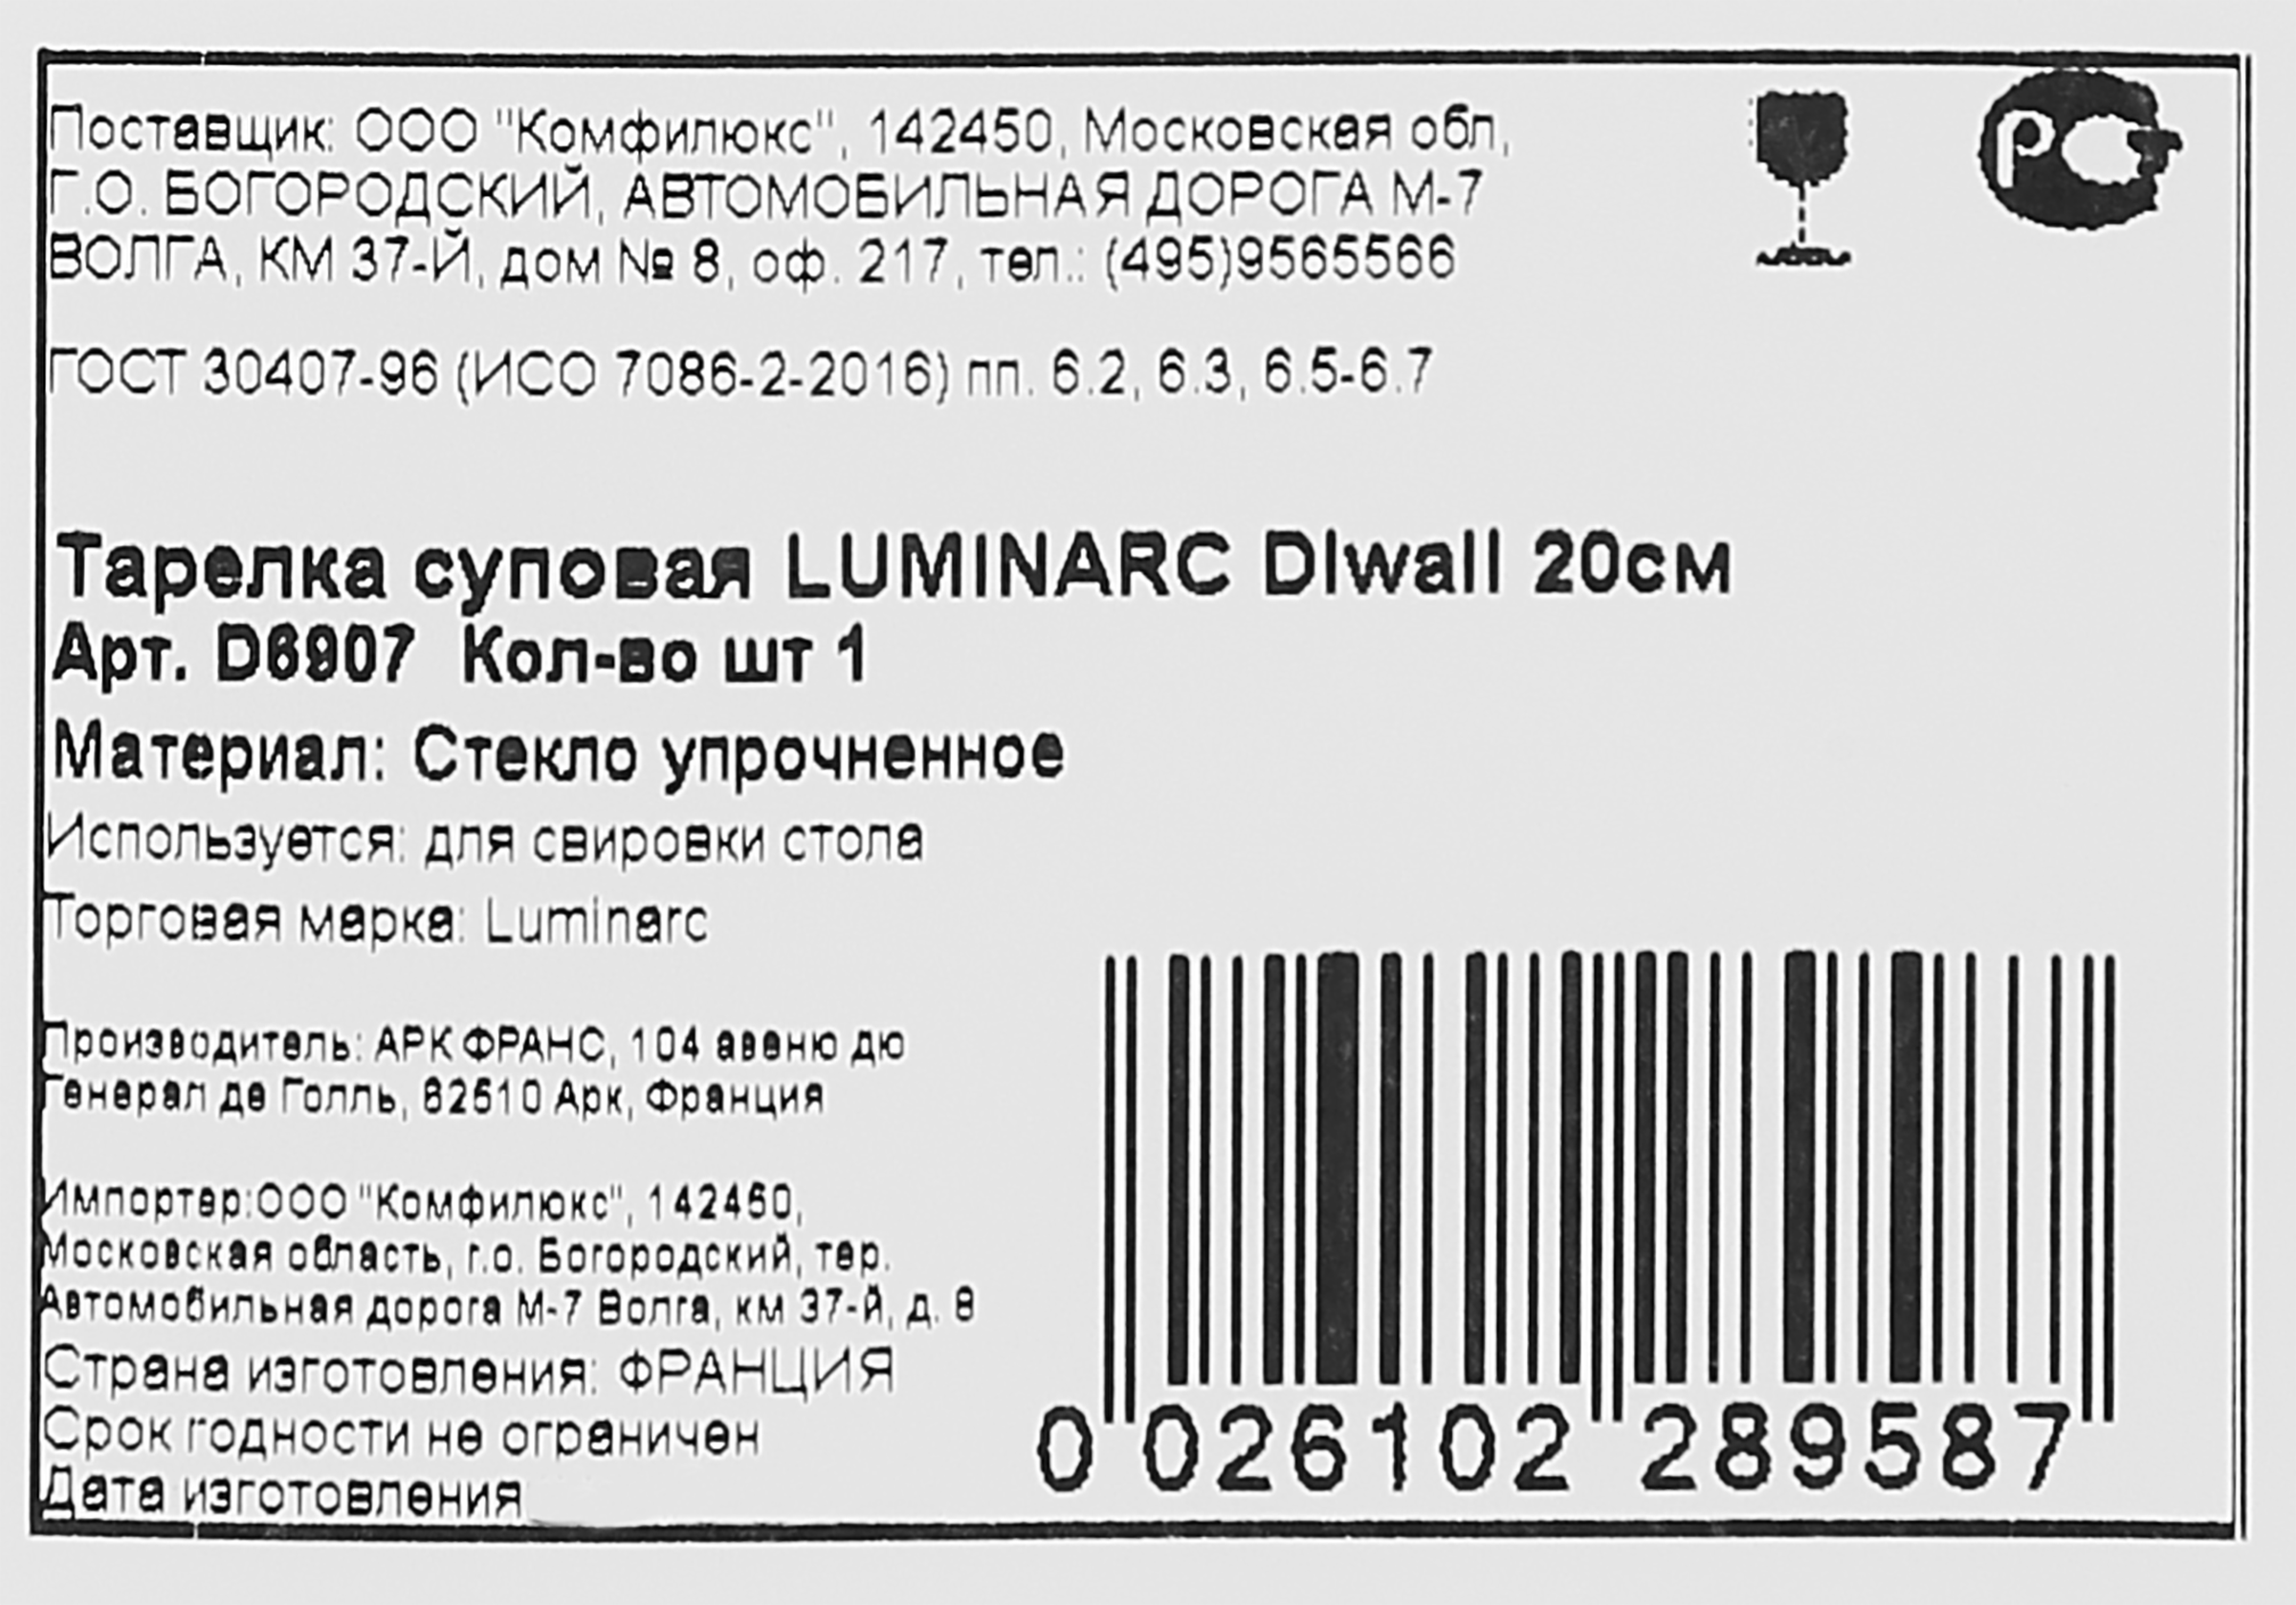 Поставщик: ООО "Комфилюкс", 142450, Московская обл,
Г.О. БОГОРОДСКИЙ, АВТОМОБИЛЬНАЯ ДОРОГА М-7
ВОЛГА, КМ 37-Й, дом № 8, оф. 217, тел.: (495)9565566
РСТ
ГОСТ 30407-96 (ИСО 7086-2-2016) пп. 6.2, 6.3, 6.5-6.7
Тарелка суповая LUMINARC DIwali 20см
Арт. D6907 Кол-во шт 1
Материал: Стекло упрочненное
Используется: для свировки стола
Торговая марка: Luminarc
Производитель: АРК ФРАНС, 104 авеню дю
Генерал де Голль, 62510 Арк, Франция
Импортер:ООО "Комфилюкс", 142450,
Московская область, г.о. Богородский, тер.
Автомобильная дорога М-7 Волга, км 37-й, д. 8
Страна изготовления: ФРАНЦИЯ
Срок годности не ограничен
Дата изготовления
0 026102 289587